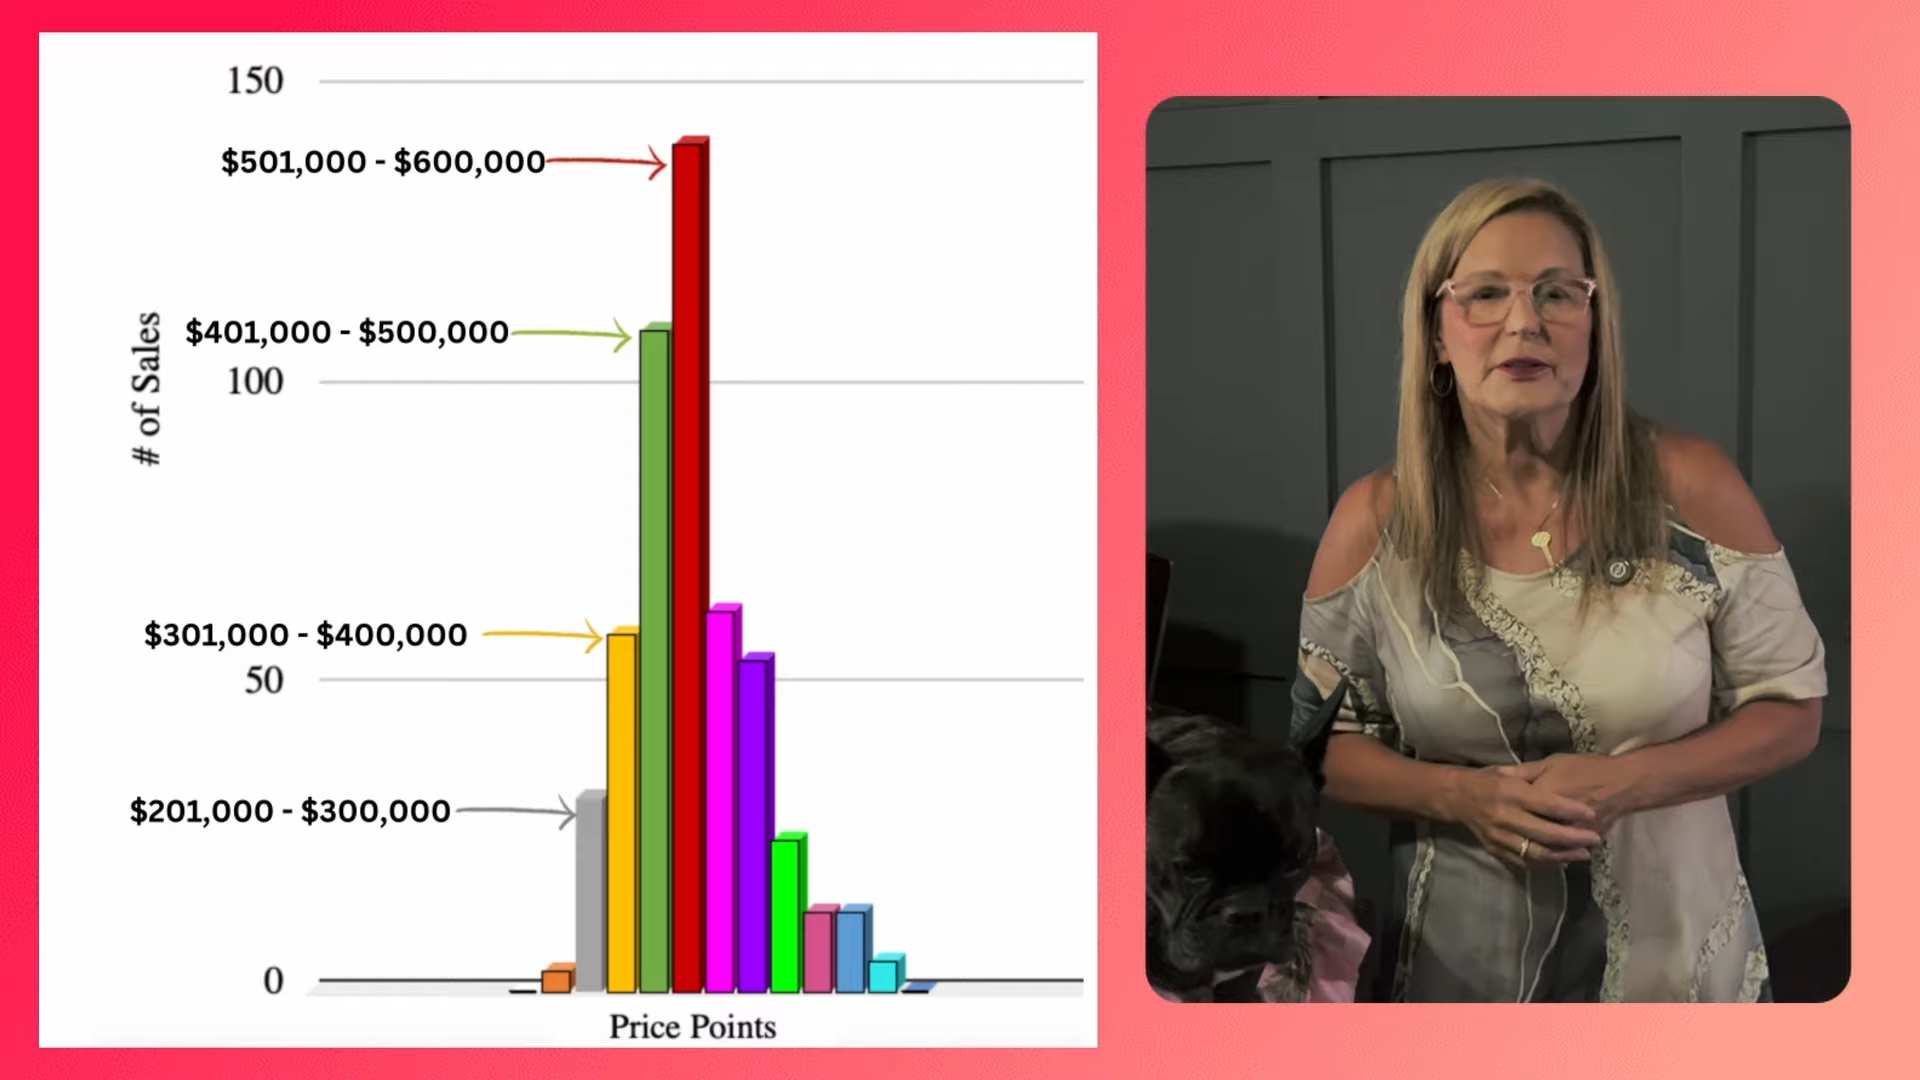 150
$501,000 - $600,000
$401,000 - $500,000
100
# of Sales
$301,000 - $400,000
50
$201,000 - $300,000
0
Price Points